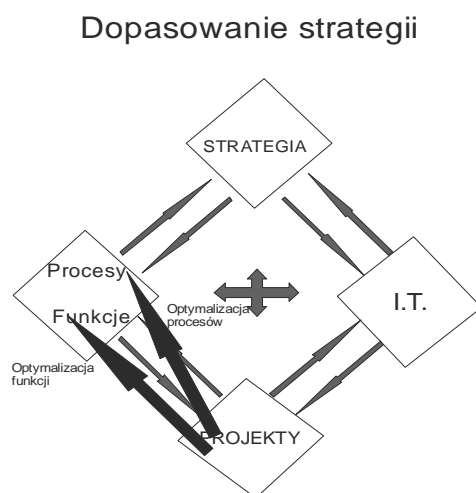 Dopasowanie strategii
STRATEGIA
Procesy
Funkcje
Optymalizacja
procesów
I.T.
Optymalizacja
funkcji
PROJEKTY